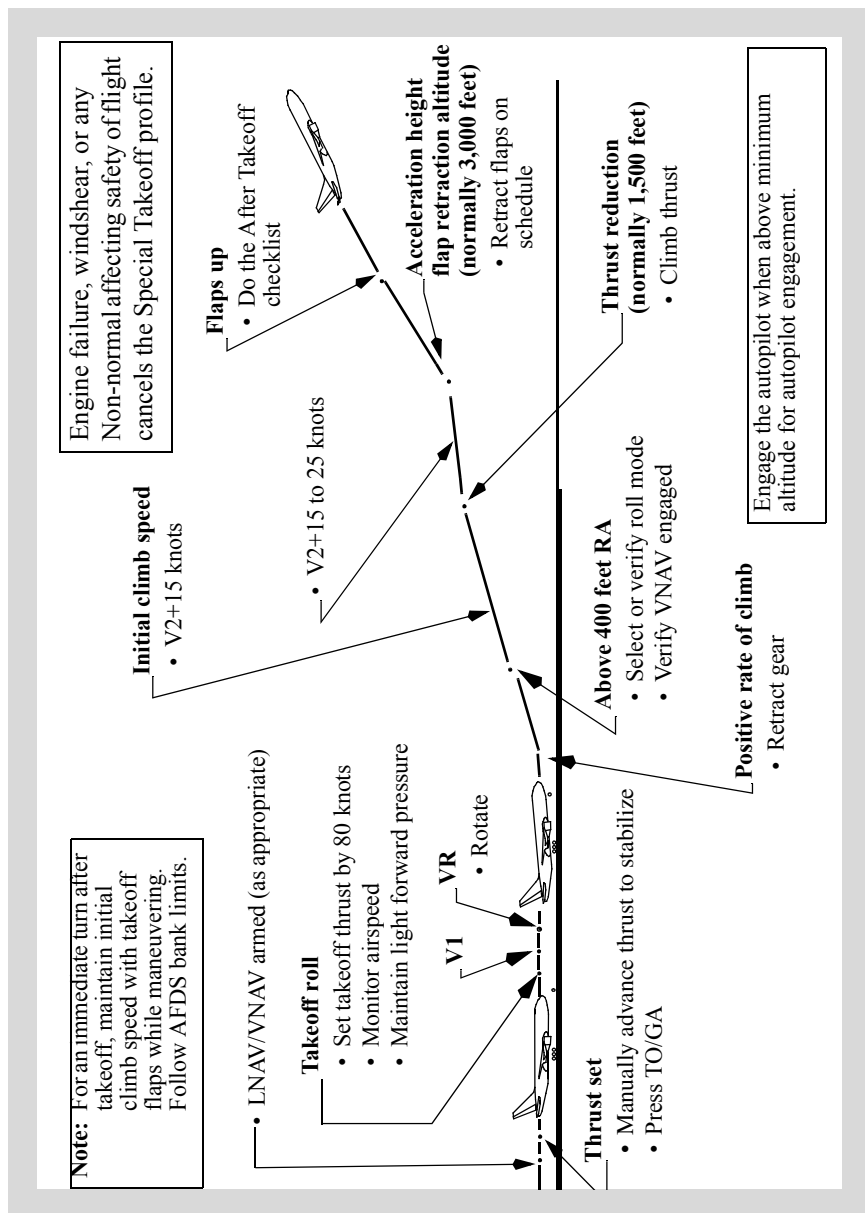 Note: For an immediate turn after
takeoff, maintain initial
climb speed with takeoff
flaps while maneuvering.
Follow AFDS bank limits.
Engine failure, windshear, or any
Non-normal affecting safety of flight
cancels the Special Takeoff profile.
• LNAV/VNAV armed (as appropriate)
Takeoff roll
• Set takeoff thrust by 80 knots
• Monitor airspeed
• Maintain light forward pressure
V1
VR
• Rotate
Initial climb speed
• V2+15 knots
• V2+15 to 25 knots
Flaps up
• Do the After Takeoff
checklist
Acceleration height
flap retraction altitude
(normally 3,000 feet)
• Retract flaps on
schedule
Thrust set
• Manually advance thrust to stabilize
• Press TO/GA
Positive rate of climb
• Retract gear
Above 400 feet RA
• Select or verify roll mode
• Verify VNAV engaged
Thrust reduction
(normally 1,500 feet)
• Climb thrust
Engage the autopilot when above minimum
altitude for autopilot engagement.